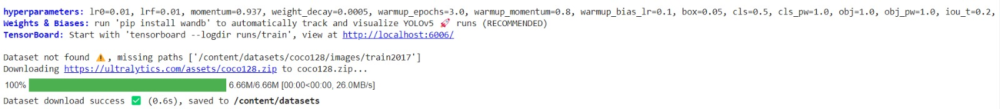 hyperparameters: lr0=0.01, lrf=0.01, momentum=0.937, weight_decay=0.0005, warmup_epochs=3.0, warmup_momentum=0.8, warmup_bias_lr=0.1, box=0.05, cls=0.5, cls_pw=1.0, obj=1.0, obj_pw=1.0, iou_t=0.2,
Weights & Biases: run 'pip install wandb' to automatically track and visualize YOLOv5 🚀 runs (RECOMMENDED)
TensorBoard: Start with 'tensorboard --logdir runs/train', view at http://localhost:6006/
Dataset not found ⚠️, missing paths ['/content/datasets/coco128/images/train2017']
Downloading https://ultralytics.com/assets/coco128.zip to coco128.zip...
100% 6.66M/6.66M [00:00<00:00, 26.0MB/s]
Dataset download success ✅ (0.6s), saved to /content/datasets